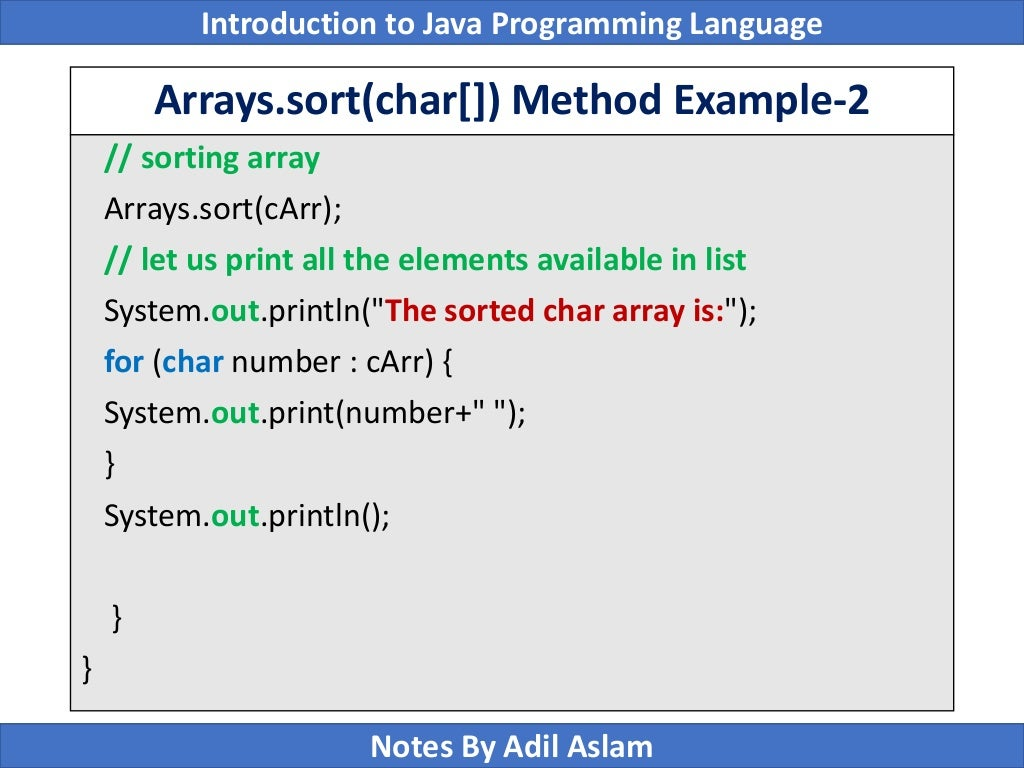 Introduction to Java Programming Language
Arrays.sort(char[]) Method Example-2
// sorting array
Arrays.sort(cArr);
// let us print all the elements available in list
System.out.println("The sorted char array is:");
for (char number : cArr) {
System.out.print(number+" ");
}
System.out.println();
}
}
Notes By Adil Aslam